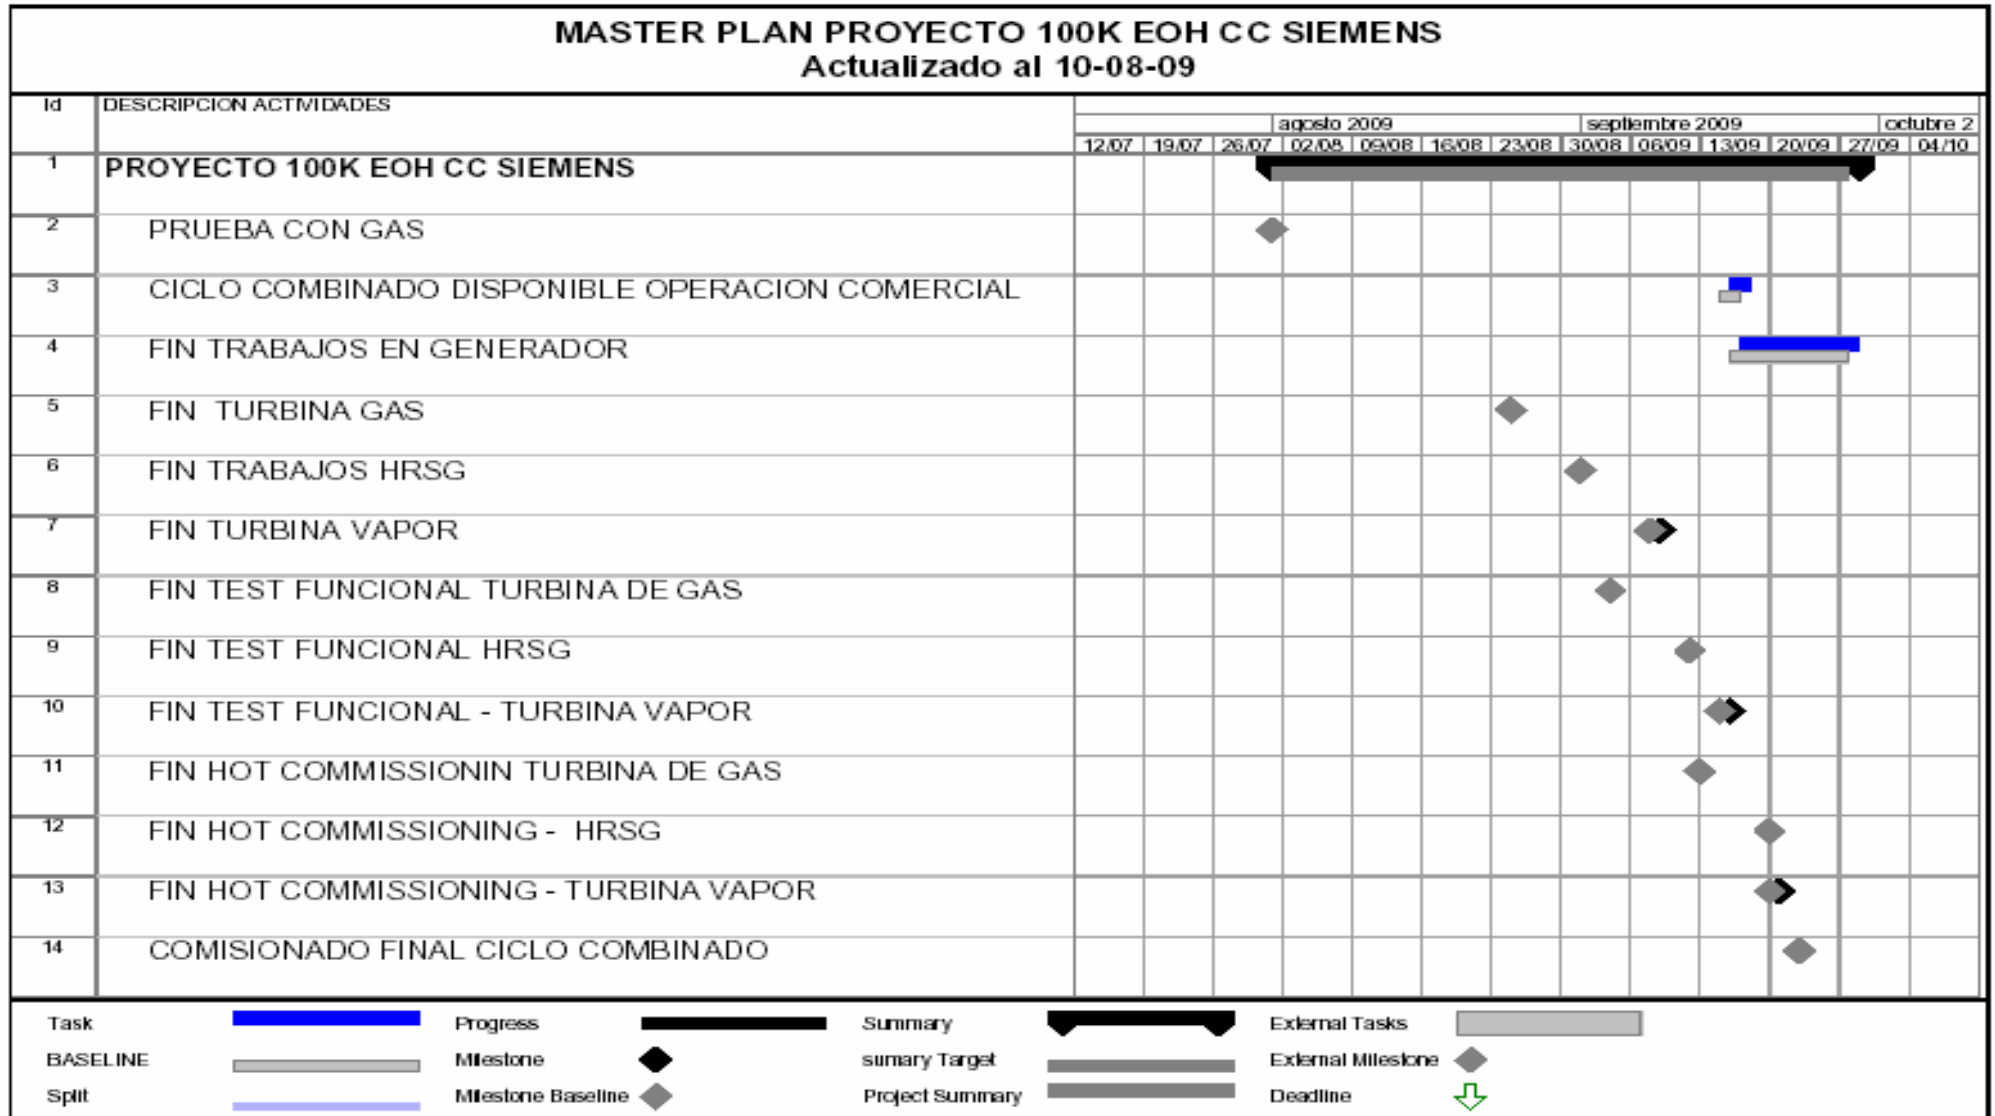 MASTER PLAN PROYECTO 100K EOH CC SIEMENS
Actualizado al 10-08-09
Id DESCRIPCION ACTIVIDADES
agosto 2009 septiembre 2009 octubre 2
12/07 19/07 26/07 02/08 09/08 16/08 23/08 30/08 06/09 13/09 20/09 27/09 04/10
1 PROYECTO 100K EOH CC SIEMENS
2 PRUEBA CON GAS
3 CICLO COMBINADO DISPONIBLE OPERACION COMERCIAL
4 FIN TRABAJOS EN GENERADOR
5 FIN TURBINA GAS
6 FIN TRABAJOS HRSG
7 FIN TURBINA VAPOR
8 FIN TEST FUNCIONAL TURBINA DE GAS
9 FIN TEST FUNCIONAL HRSG
10 FIN TEST FUNCIONAL - TURBINA VAPOR
11 FIN HOT COMMISSIONIN TURBINA DE GAS
12 FIN HOT COMMISSIONING - HRSG
13 FIN HOT COMMISSIONING - TURBINA VAPOR
14 COMISIONADO FINAL CICLO COMBINADO
Task Progress Summary External Tasks
BASELINE Milestone sumary Target External Milestone
Split Milestone Baseline Project Summary Deadline